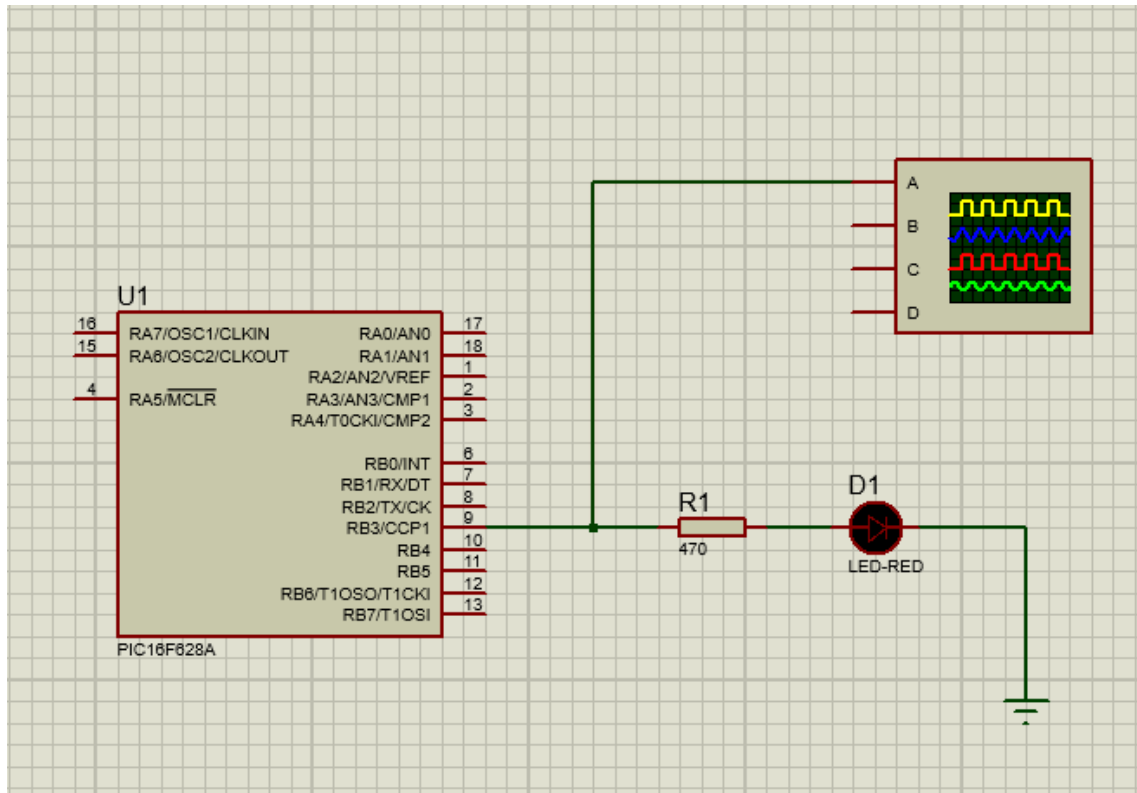 A
B
C
D
U1
16 RA7/OSC1/CLKIN RA0/AN0 17
15 RA6/OSC2/CLKOUT RA1/AN1 18
RA2/AN2/VREF 1
4 RA5/MCLR RA3/AN3/CMP1 2
RA4/T0CKI/CMP2 3
RB0/INT 6
RB1/RX/DT 7
RB2/TX/CK 8
RB3/CCP1 9
RB4 10
RB5 11
RB6/T1OSO/T1CKI 12
RB7/T1OSI 13
PIC16F628A
R1
470
D1
LED-RED